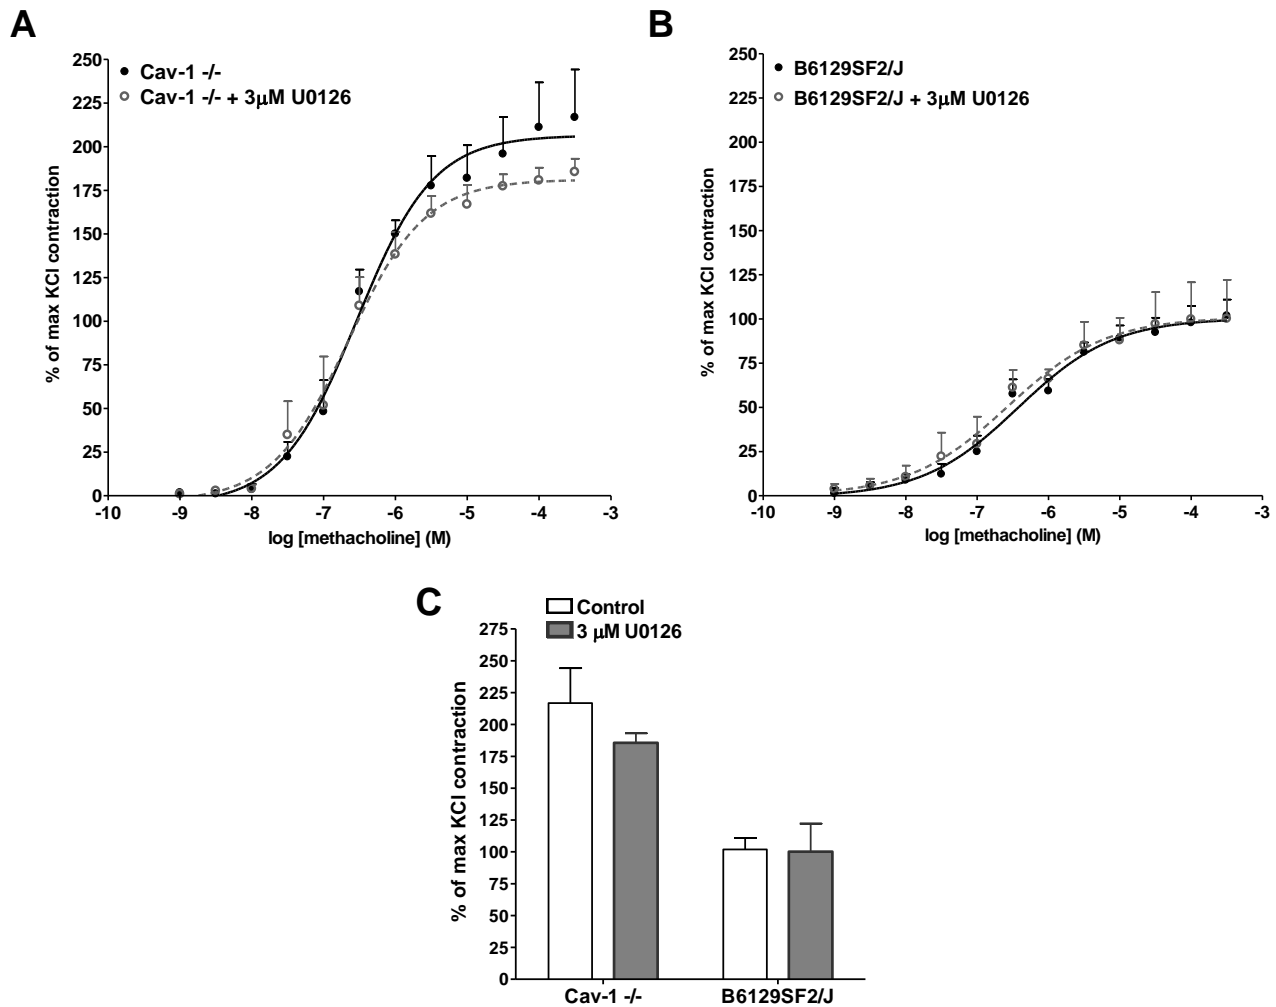 A
Cav-1 -/-
Cav-1 -/- + 3μM U0126
% of max KCl contraction
250
225
200
175
150
125
100
75
50
25
0
-10 -9 -8 -7 -6 -5 -4 -3
log [methacholine] (M)
B
B6129SF2/J
B6129SF2/J + 3μM U0126
% of max KCl contraction
250
225
200
175
150
125
100
75
50
25
0
-10 -9 -8 -7 -6 -5 -4 -3
log [methacholine] (M)
C
Control
3 μM U0126
% of max KCl contraction
275
250
225
200
175
150
125
100
75
50
25
0
Cav-1 -/- B6129SF2/J